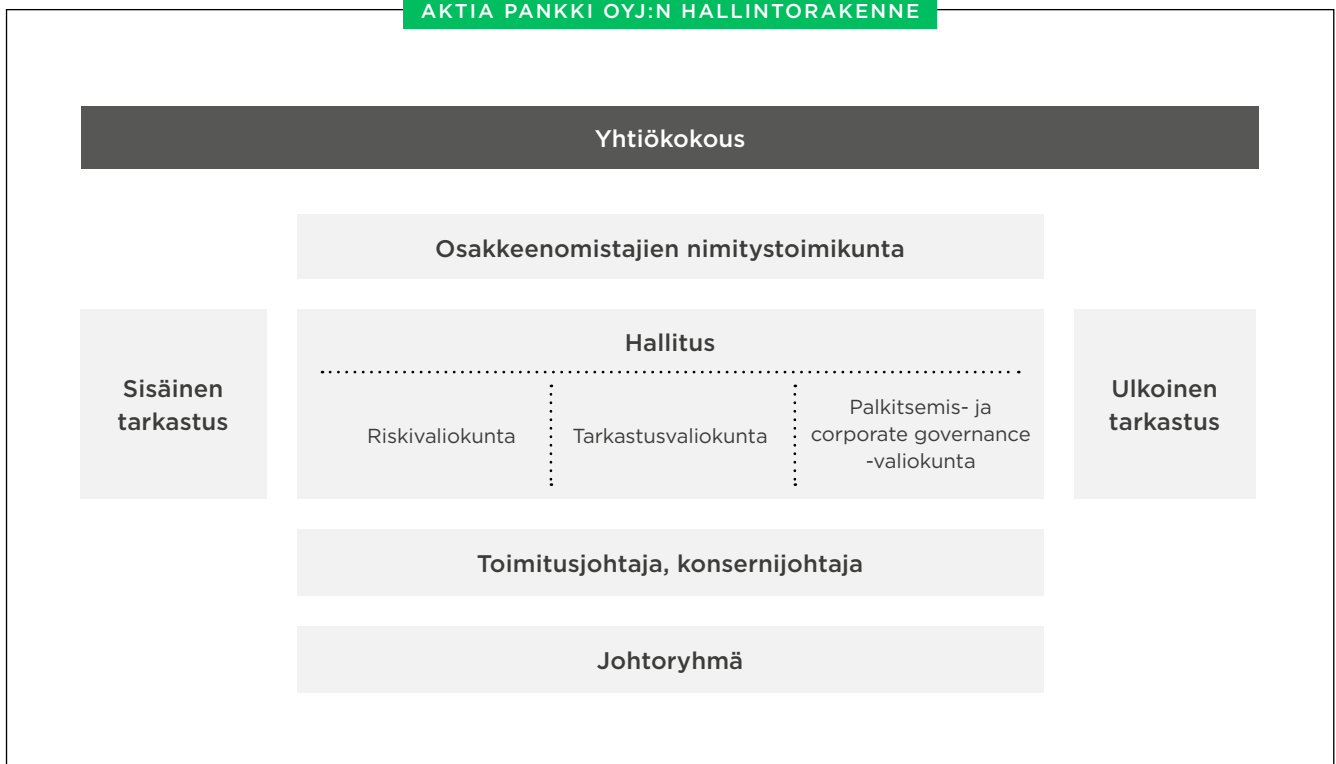 AKTIA PANKKI OYJ:N HALLINTORAKENNE
Yhtiökokous
Osakkeenomistajien nimitystoimikunta
Sisäinen
tarkastus
Hallitus
Riskivaliokunta
Tarkastusvaliokunta
Palkitsemis- ja
corporate governance
-valiokunta
Ulkoinen
tarkastus
Toimitusjohtaja, konsernijohtaja
Johtoryhmä